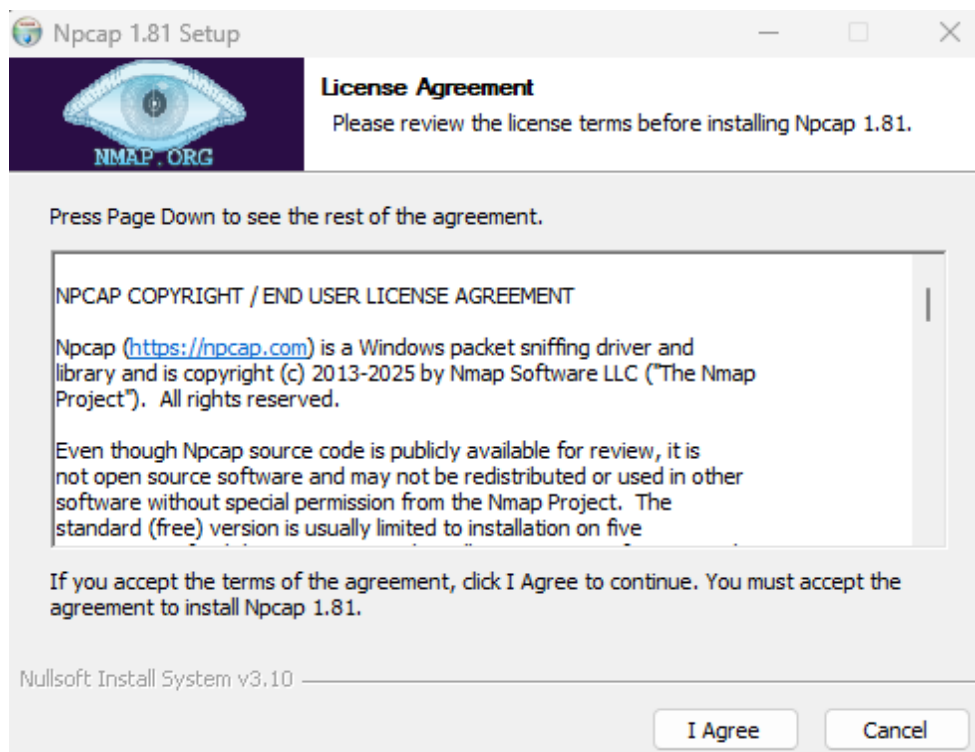 Npcap 1.81 Setup
NMAP.ORG
License Agreement
Please review the license terms before installing Npcap 1.81.
Press Page Down to see the rest of the agreement.
NPCAP COPYRIGHT / END USER LICENSE AGREEMENT
Npcap (https://npcap.com) is a Windows packet sniffing driver and
library and is copyright (c) 2013-2025 by Nmap Software LLC ("The Nmap
Project").  All rights reserved.
Even though Npcap source code is publicly available for review, it is
not open source software and may not be redistributed or used in other
software without special permission from the Nmap Project.  The
standard (free) version is usually limited to installation on five
If you accept the terms of the agreement, click I Agree to continue. You must accept the
agreement to install Npcap 1.81.
Nullsoft Install System v3.10
I Agree
Cancel